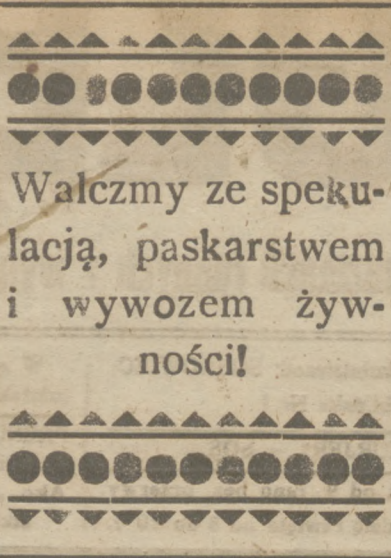 Walczmy ze speku-
lacją, paskarstwem
i wywozem żyw-
ności!